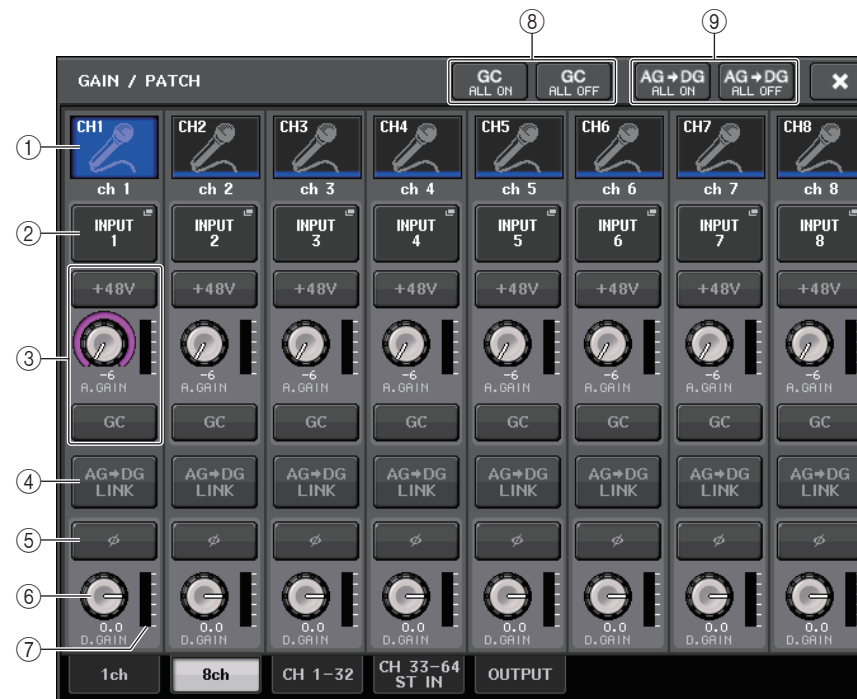 ⑧ ⑨
GAIN / PATCH
GC ALL ON
GC ALL OFF
AG➔DG ALL ON
AG➔DG ALL OFF
×
① CH1 CH2 CH3 CH4 CH5 CH6 CH7 CH8
ch 1 ch 2 ch 3 ch 4 ch 5 ch 6 ch 7 ch 8
② INPUT INPUT INPUT INPUT INPUT INPUT INPUT INPUT
1 2 3 4 5 6 7 8
+48V +48V +48V +48V +48V +48V +48V +48V
③
-6 -6 -6 -6 -6 -6 -6 -6
A.GAIN A.GAIN A.GAIN A.GAIN A.GAIN A.GAIN A.GAIN A.GAIN
GC GC GC GC GC GC GC GC
④ AG➔DG AG➔DG AG➔DG AG➔DG AG➔DG AG➔DG AG➔DG AG➔DG
LINK LINK LINK LINK LINK LINK LINK LINK
⑤ ø ø ø ø ø ø ø ø
⑥
0.0 0.0 0.0 0.0 0.0 0.0 0.0 0.0
⑦ D.GAIN D.GAIN D.GAIN D.GAIN D.GAIN D.GAIN D.GAIN D.GAIN
1ch 8ch CH 1-32 CH 33-64 ST IN OUTPUT